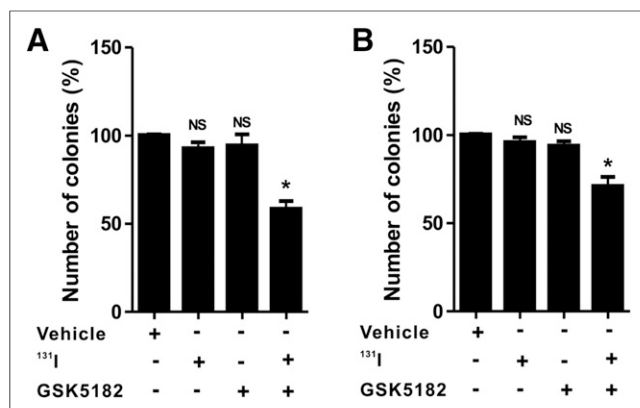 A
Number of colonies (%)
150
100
50
0
NS
NS
*
Vehicle + - - -
¹³¹I - + - +
GSK5182 - - + +
B
Number of colonies (%)
150
100
50
0
NS
NS
*
Vehicle + - - -
¹³¹I - + - +
GSK5182 - - + +